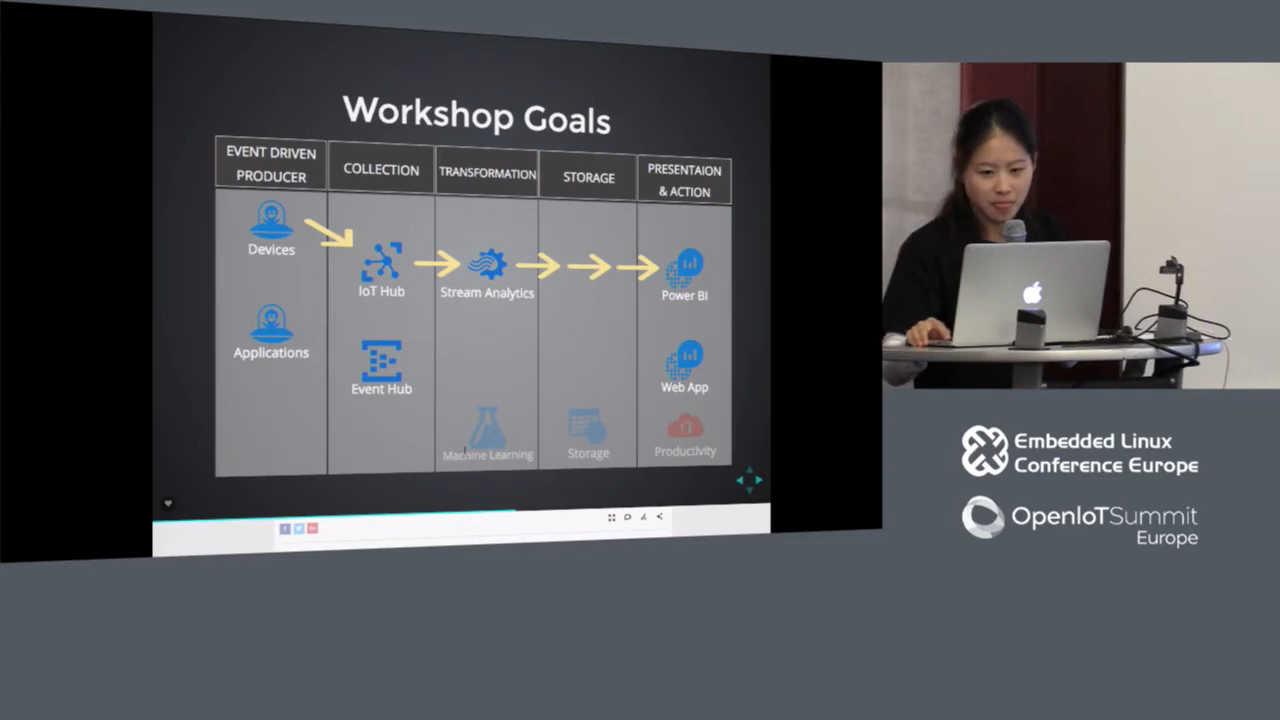 Workshop Goals
EVENT DRIVEN
PRODUCER
COLLECTION
TRANSFORMATION
STORAGE
PRESENTAION
& ACTION
Devices
IoT Hub
Stream Analytics
Power BI
Applications
Event Hub
Web App
Machine Learning
Storage
Productivity
Embedded Linux
Conference Europe
OpenIoTSummit
Europe